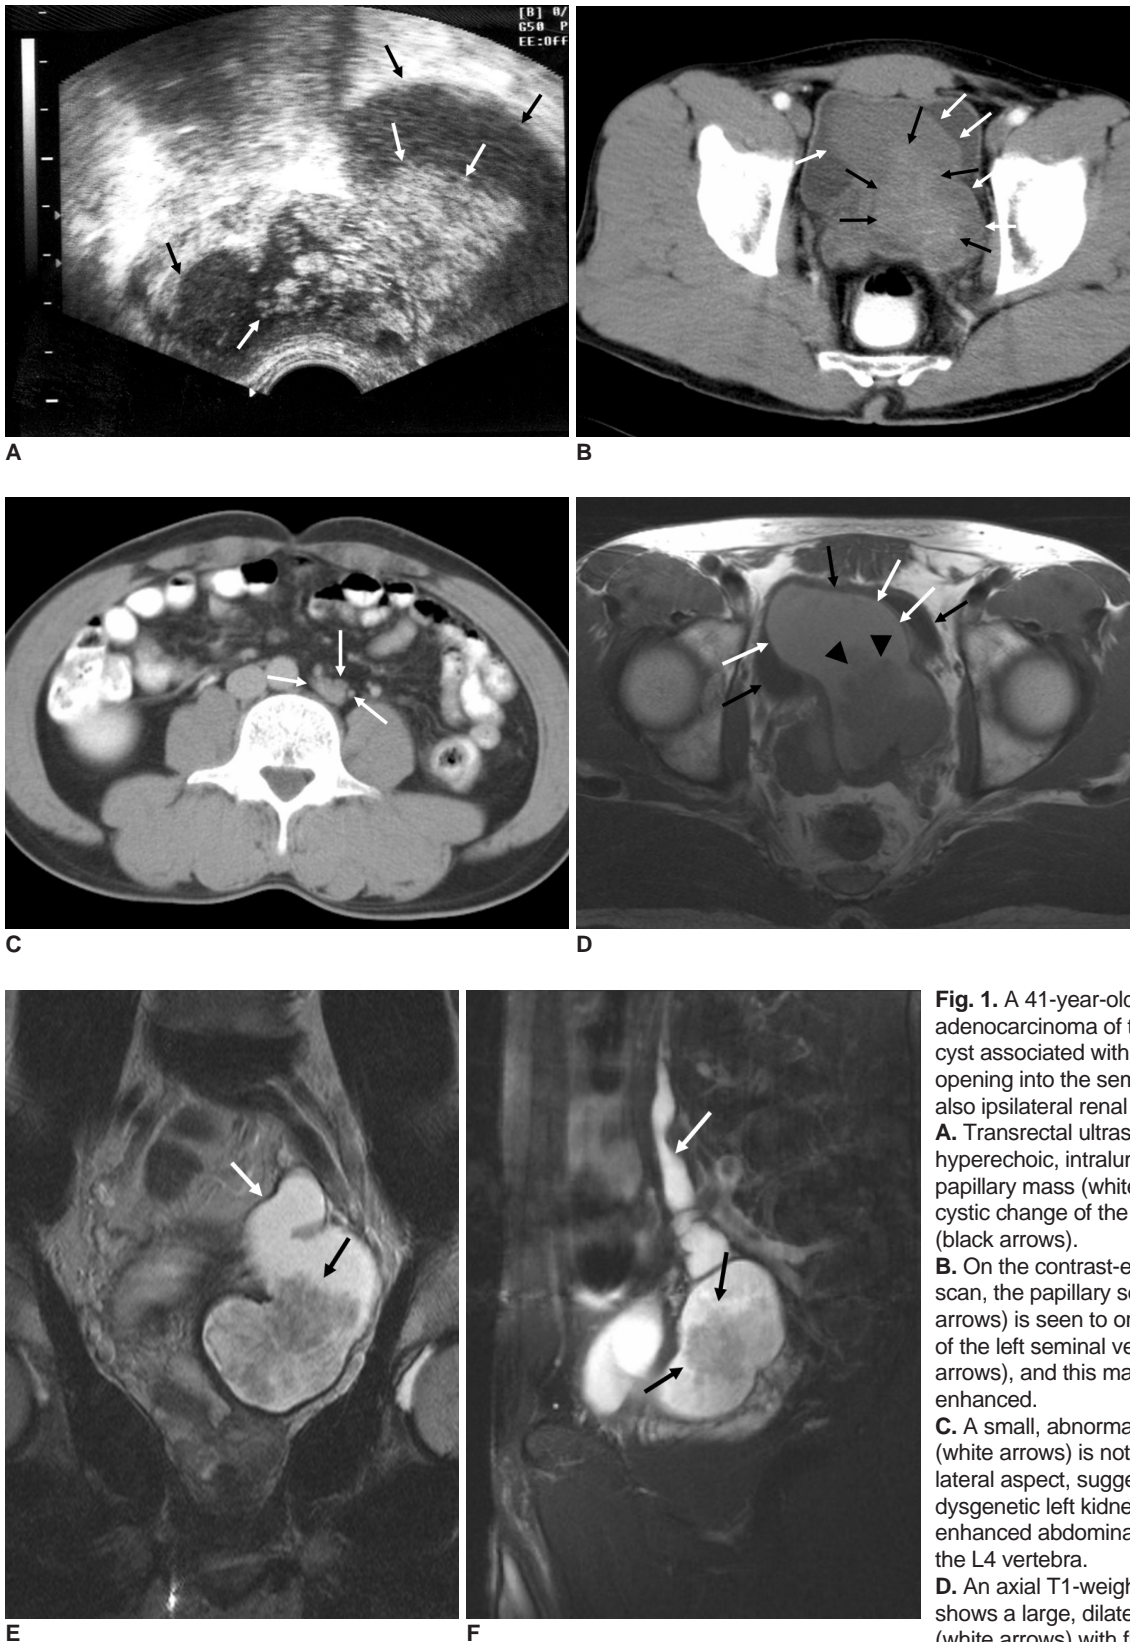 [B] 0/
G50 P
EE:OFF
A
B
C
D
E
F
Fig. 1. A 41-year-old
adenocarcinoma of t
cyst associated with
opening into the sem
also ipsilateral renal
A. Transrectal ultras
hyperechoic, intralum
papillary mass (white
cystic change of the
(black arrows).
B. On the contrast-e
scan, the papillary so
arrows) is seen to or
of the left seminal ve
arrows), and this ma
enhanced.
C. A small, abnorma
(white arrows) is not
lateral aspect, sugge
dysgenetic left kidne
enhanced abdomina
the L4 vertebra.
D. An axial T1-weigh
shows a large, dilate
(white arrows) with f